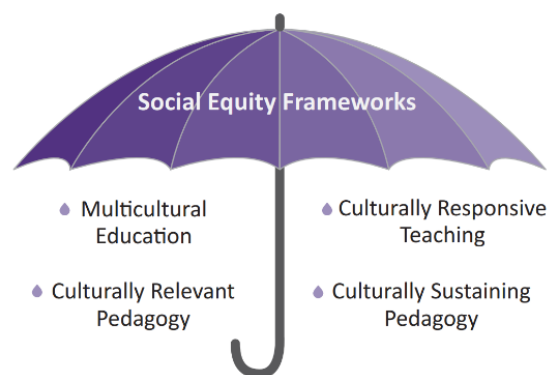 Social Equity Frameworks
Multicultural
Education
Culturally Responsive
Teaching
Culturally Relevant
Pedagogy
Culturally Sustaining
Pedagogy